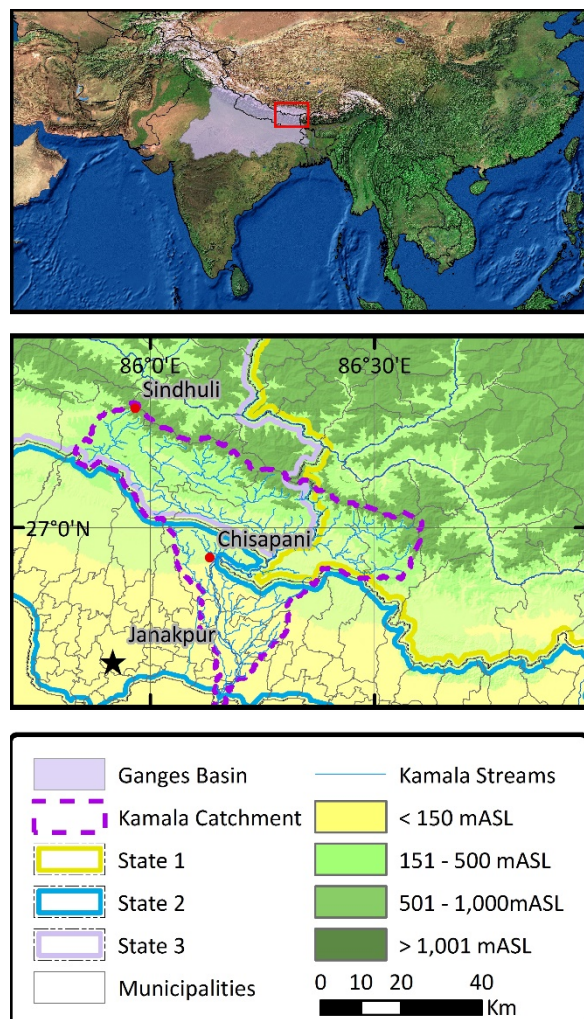 86°0'E 86°30'E
Sindhuli
27°0'N
Chisapani
Janakpur
Ganges Basin
Kamala Streams
Kamala Catchment
< 150 mASL
State 1
151 - 500 mASL
State 2
501 - 1,000mASL
State 3
> 1,001 mASL
Municipalities
0 10 20 40
Km